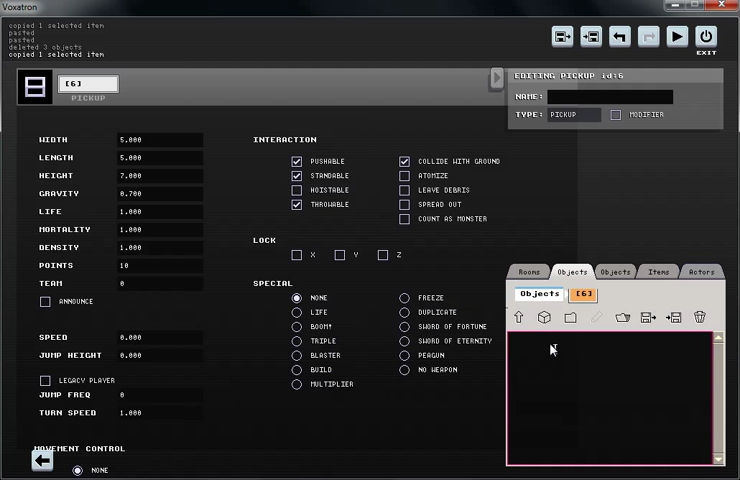 Voxatron
copied 1 selected item
pasted
pasted
deleted 3 objects
copied 1 selected item
EXIT
[6]
PICKUP
EDITING PICKUP id:6
NAME:
TYPE: PICKUP MODIFIER
WIDTH 5.000
LENGTH 5.000
HEIGHT 7.000
GRAVITY 0.700
LIFE 1.000
MORTALITY 1.000
DENSITY 1.000
POINTS 10
TEAM 0
ANNOUNCE
SPEED 0.000
JUMP HEIGHT 0.000
LEGACY PLAYER
JUMP FREQ 0
TURN SPEED 1.000
MOVEMENT CONTROL
NONE
INTERACTION
PUSHABLE COLLIDE WITH GROUND
STANDABLE ATOMIZE
HOISTABLE LEAVE DEBRIS
THROWABLE SPREAD OUT
COUNT AS MONSTER
LOCK
X Y Z
SPECIAL
NONE FREEZE
LIFE DUPLICATE
BOOM! SWORD OF FORTUNE
TRIPLE SWORD OF ETERNITY
BLASTER PEAGUN
BUILD NO WEAPON
MULTIPLIER
Rooms Objects Objects Items Actors
Objects [6]